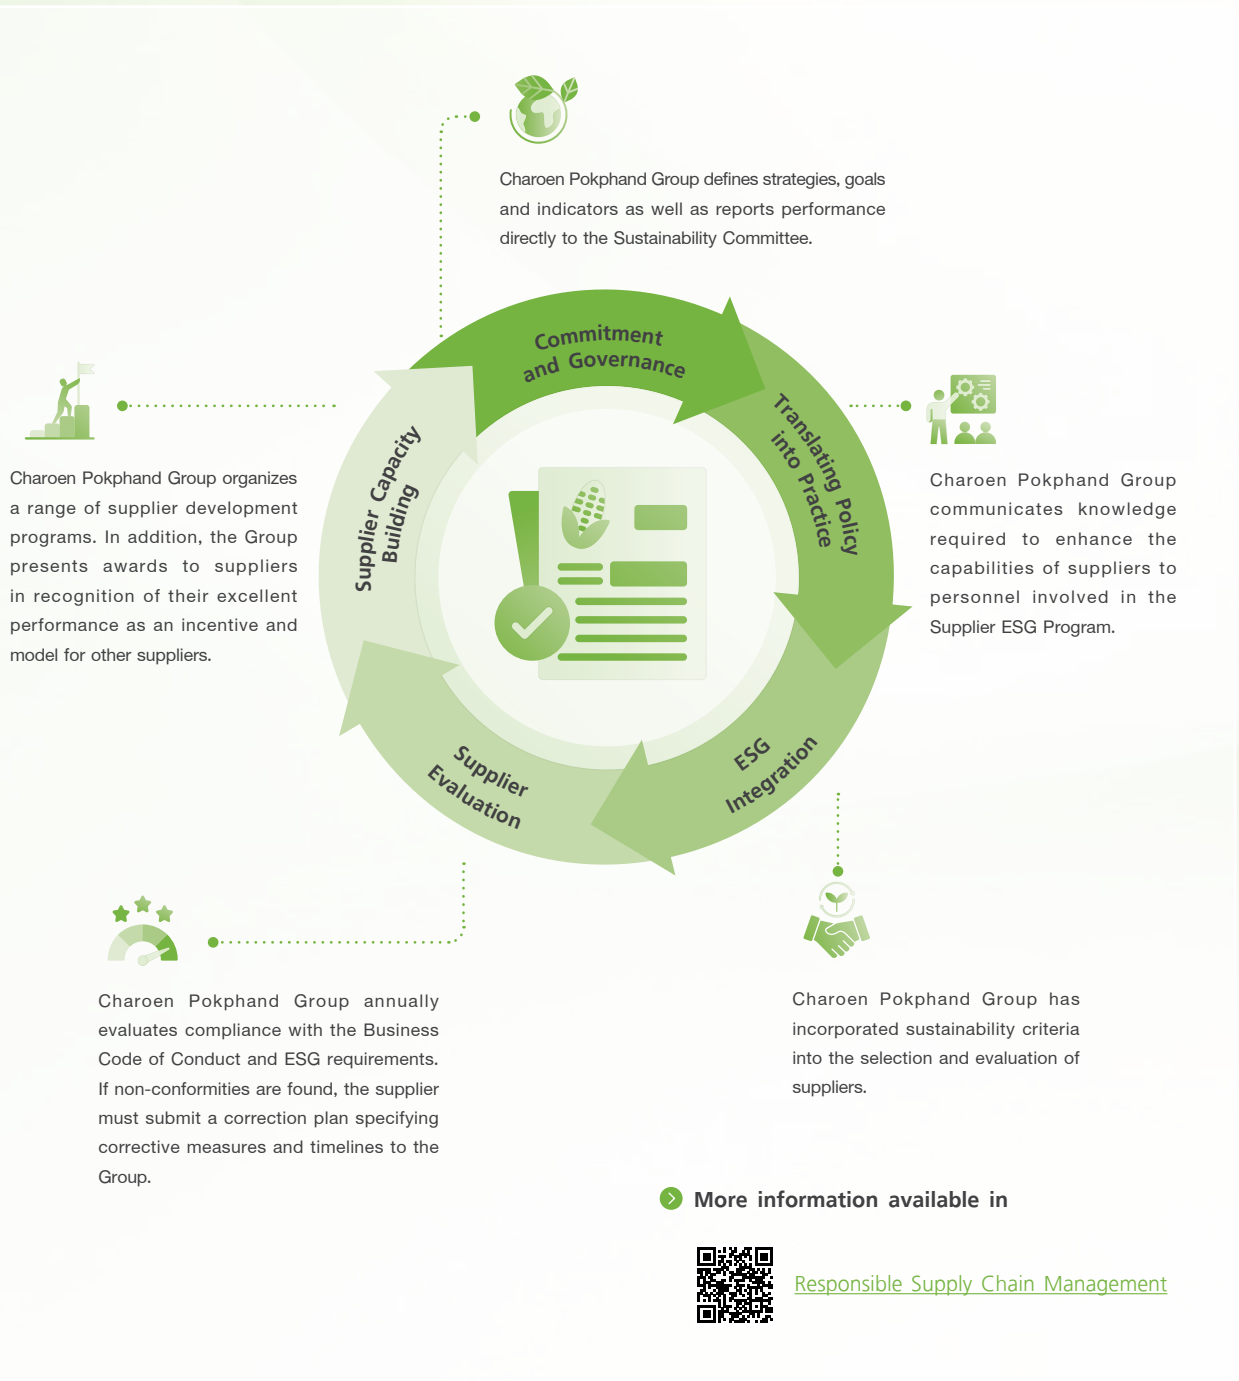 Charoen Pokphand Group defines strategies, goals
and indicators as well as reports performance
directly to the Sustainability Committee.
Commitment
and Governance
Translating Policy
into Practice
Charoen Pokphand Group
communicates knowledge
required to enhance the
capabilities of suppliers to
personnel involved in the
Supplier ESG Program.
ESG
Integration
Charoen Pokphand Group has
incorporated sustainability criteria
into the selection and evaluation of
suppliers.
Supplier
Evaluation
Charoen Pokphand Group annually
evaluates compliance with the Business
Code of Conduct and ESG requirements.
If non-conformities are found, the supplier
must submit a correction plan specifying
corrective measures and timelines to the
Group.
Supplier Capacity
Building
Charoen Pokphand Group organizes
a range of supplier development
programs. In addition, the Group
presents awards to suppliers
in recognition of their excellent
performance as an incentive and
model for other suppliers.
More information available in
Responsible Supply Chain Management